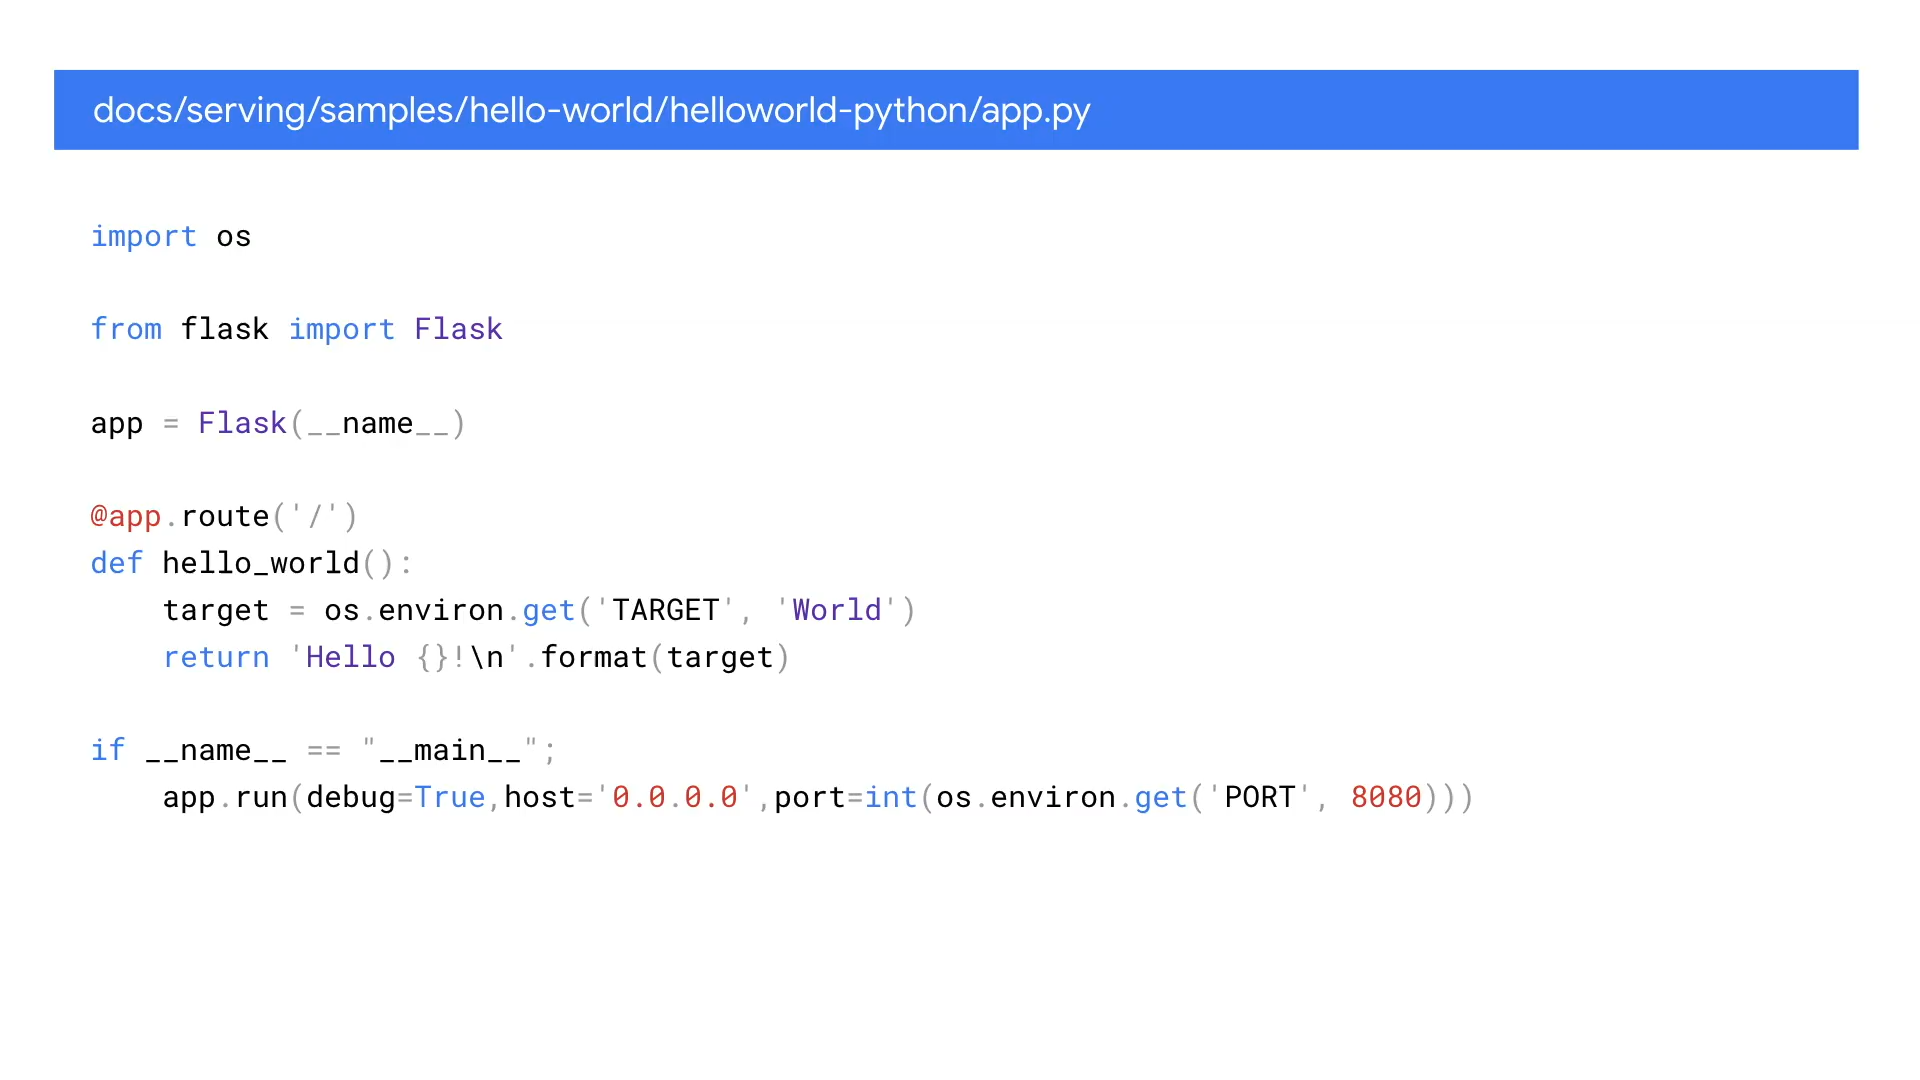 docs/serving/samples/hello-world/helloworld-python/app.py
import os
from flask import Flask
app = Flask(__name__)
@app.route('/')
def hello_world():
    target = os.environ.get('TARGET', 'World')
    return 'Hello {}!\n'.format(target)
if __name__ == "__main__";
    app.run(debug=True,host='0.0.0.0',port=int(os.environ.get('PORT', 8080)))